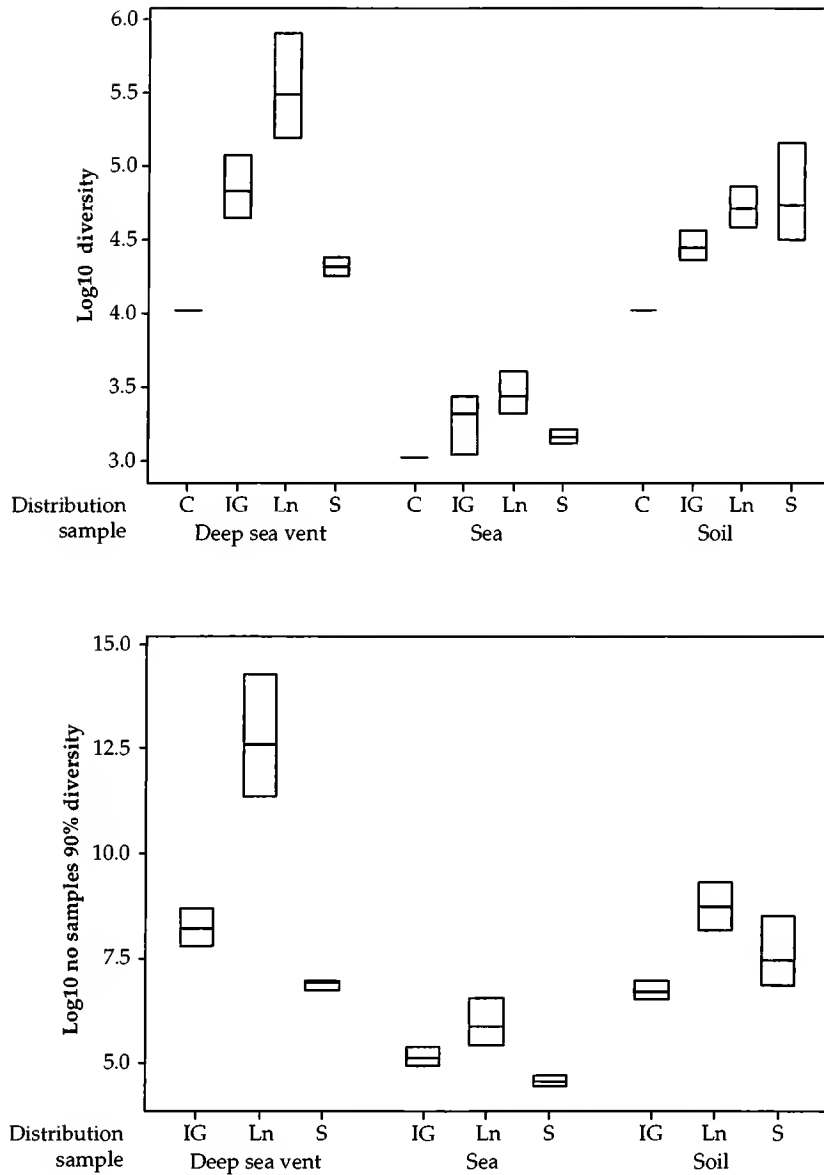 6.0
5.5
5.0
4.5
4.0
3.5
3.0
Log10 diversity
Distribution sample
C IG Ln S C IG Ln S C IG Ln S
Deep sea vent Sea Soil
15.0
12.5
10.0
7.5
5.0
Log10 no samples 90% diversity
Distribution sample
IG Ln S IG Ln S IG Ln S
Deep sea vent Sea Soil